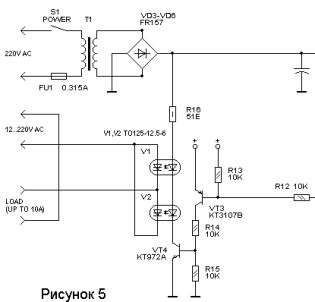 S1
POWER
T1
VD3-VD6
FR157
220V AC
FU1 0.315A
R16
51E
12...220V AC
V1,V2 TO125-12.5-6
V1
V2
LOAD
(UP TO 10A)
R13
10K
R12 10K
VT3
KT3107B
R14
10K
VT4
KT972A
R15
10K
Рисунок 5